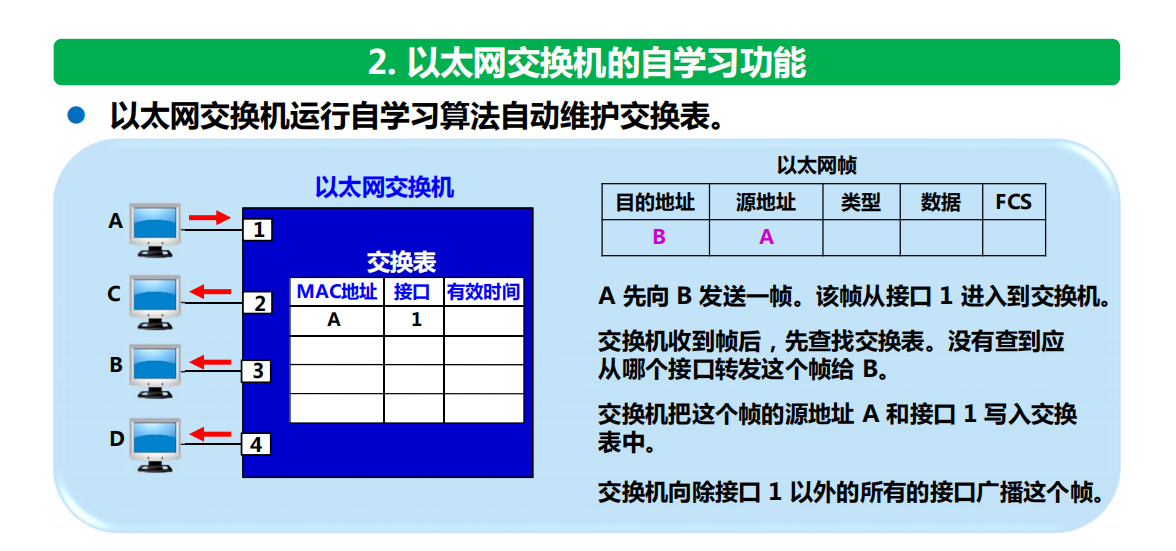 2. 以太网交换机的自学习功能
以太网交换机运行自学习算法自动维护交换表。
以太网交换机
A
1
C
2
B
3
D
4
交换表
MAC地址 接口 有效时间
A 1
以太网帧
目的地址 源地址 类型 数据 FCS
B A
A 先向 B 发送一帧。该帧从接口 1 进入到交换机。
交换机收到帧后，先查找交换表。没有查到应
从哪个接口转发这个帧给 B。
交换机把这个帧的源地址 A 和接口 1 写入交换
表中。
交换机向除接口 1 以外的所有的接口广播这个帧。